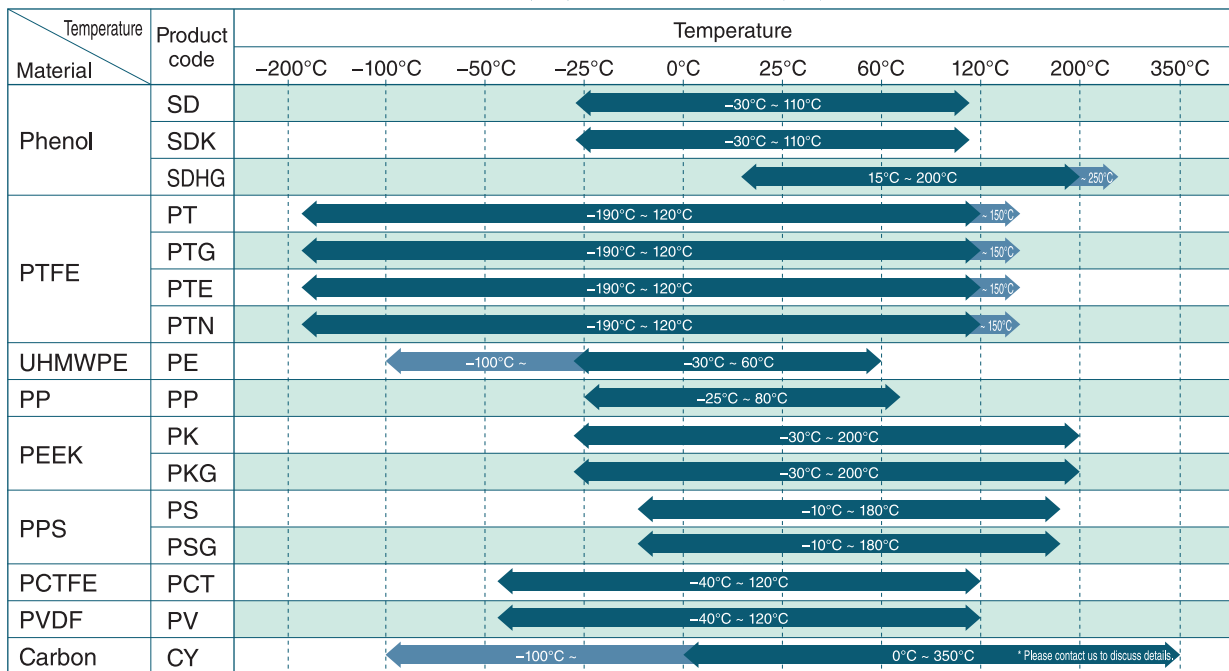 Temperature
Material
Product
code
Temperature
–200°C –100°C –50°C –25°C 0°C 25°C 60°C 120°C 200°C 350°C
Phenol
SD –30°C ~ 110°C
SDK –30°C ~ 110°C
SDHG 15°C ~ 200°C ~ 250°C
PTFE
PT –190°C ~ 120°C ~ 150°C
PTG –190°C ~ 120°C ~ 150°C
PTE –190°C ~ 120°C ~ 150°C
PTN –190°C ~ 120°C ~ 150°C
UHMWPE PE –100°C ~ –30°C ~ 60°C
PP PP –25°C ~ 80°C
PEEK
PK –30°C ~ 200°C
PKG –30°C ~ 200°C
PPS
PS –10°C ~ 180°C
PSG –10°C ~ 180°C
PCTFE PCT –40°C ~ 120°C
PVDF PV –40°C ~ 120°C
Carbon CY –100°C ~ 0°C ~ 350°C * Please contact us to discuss details.